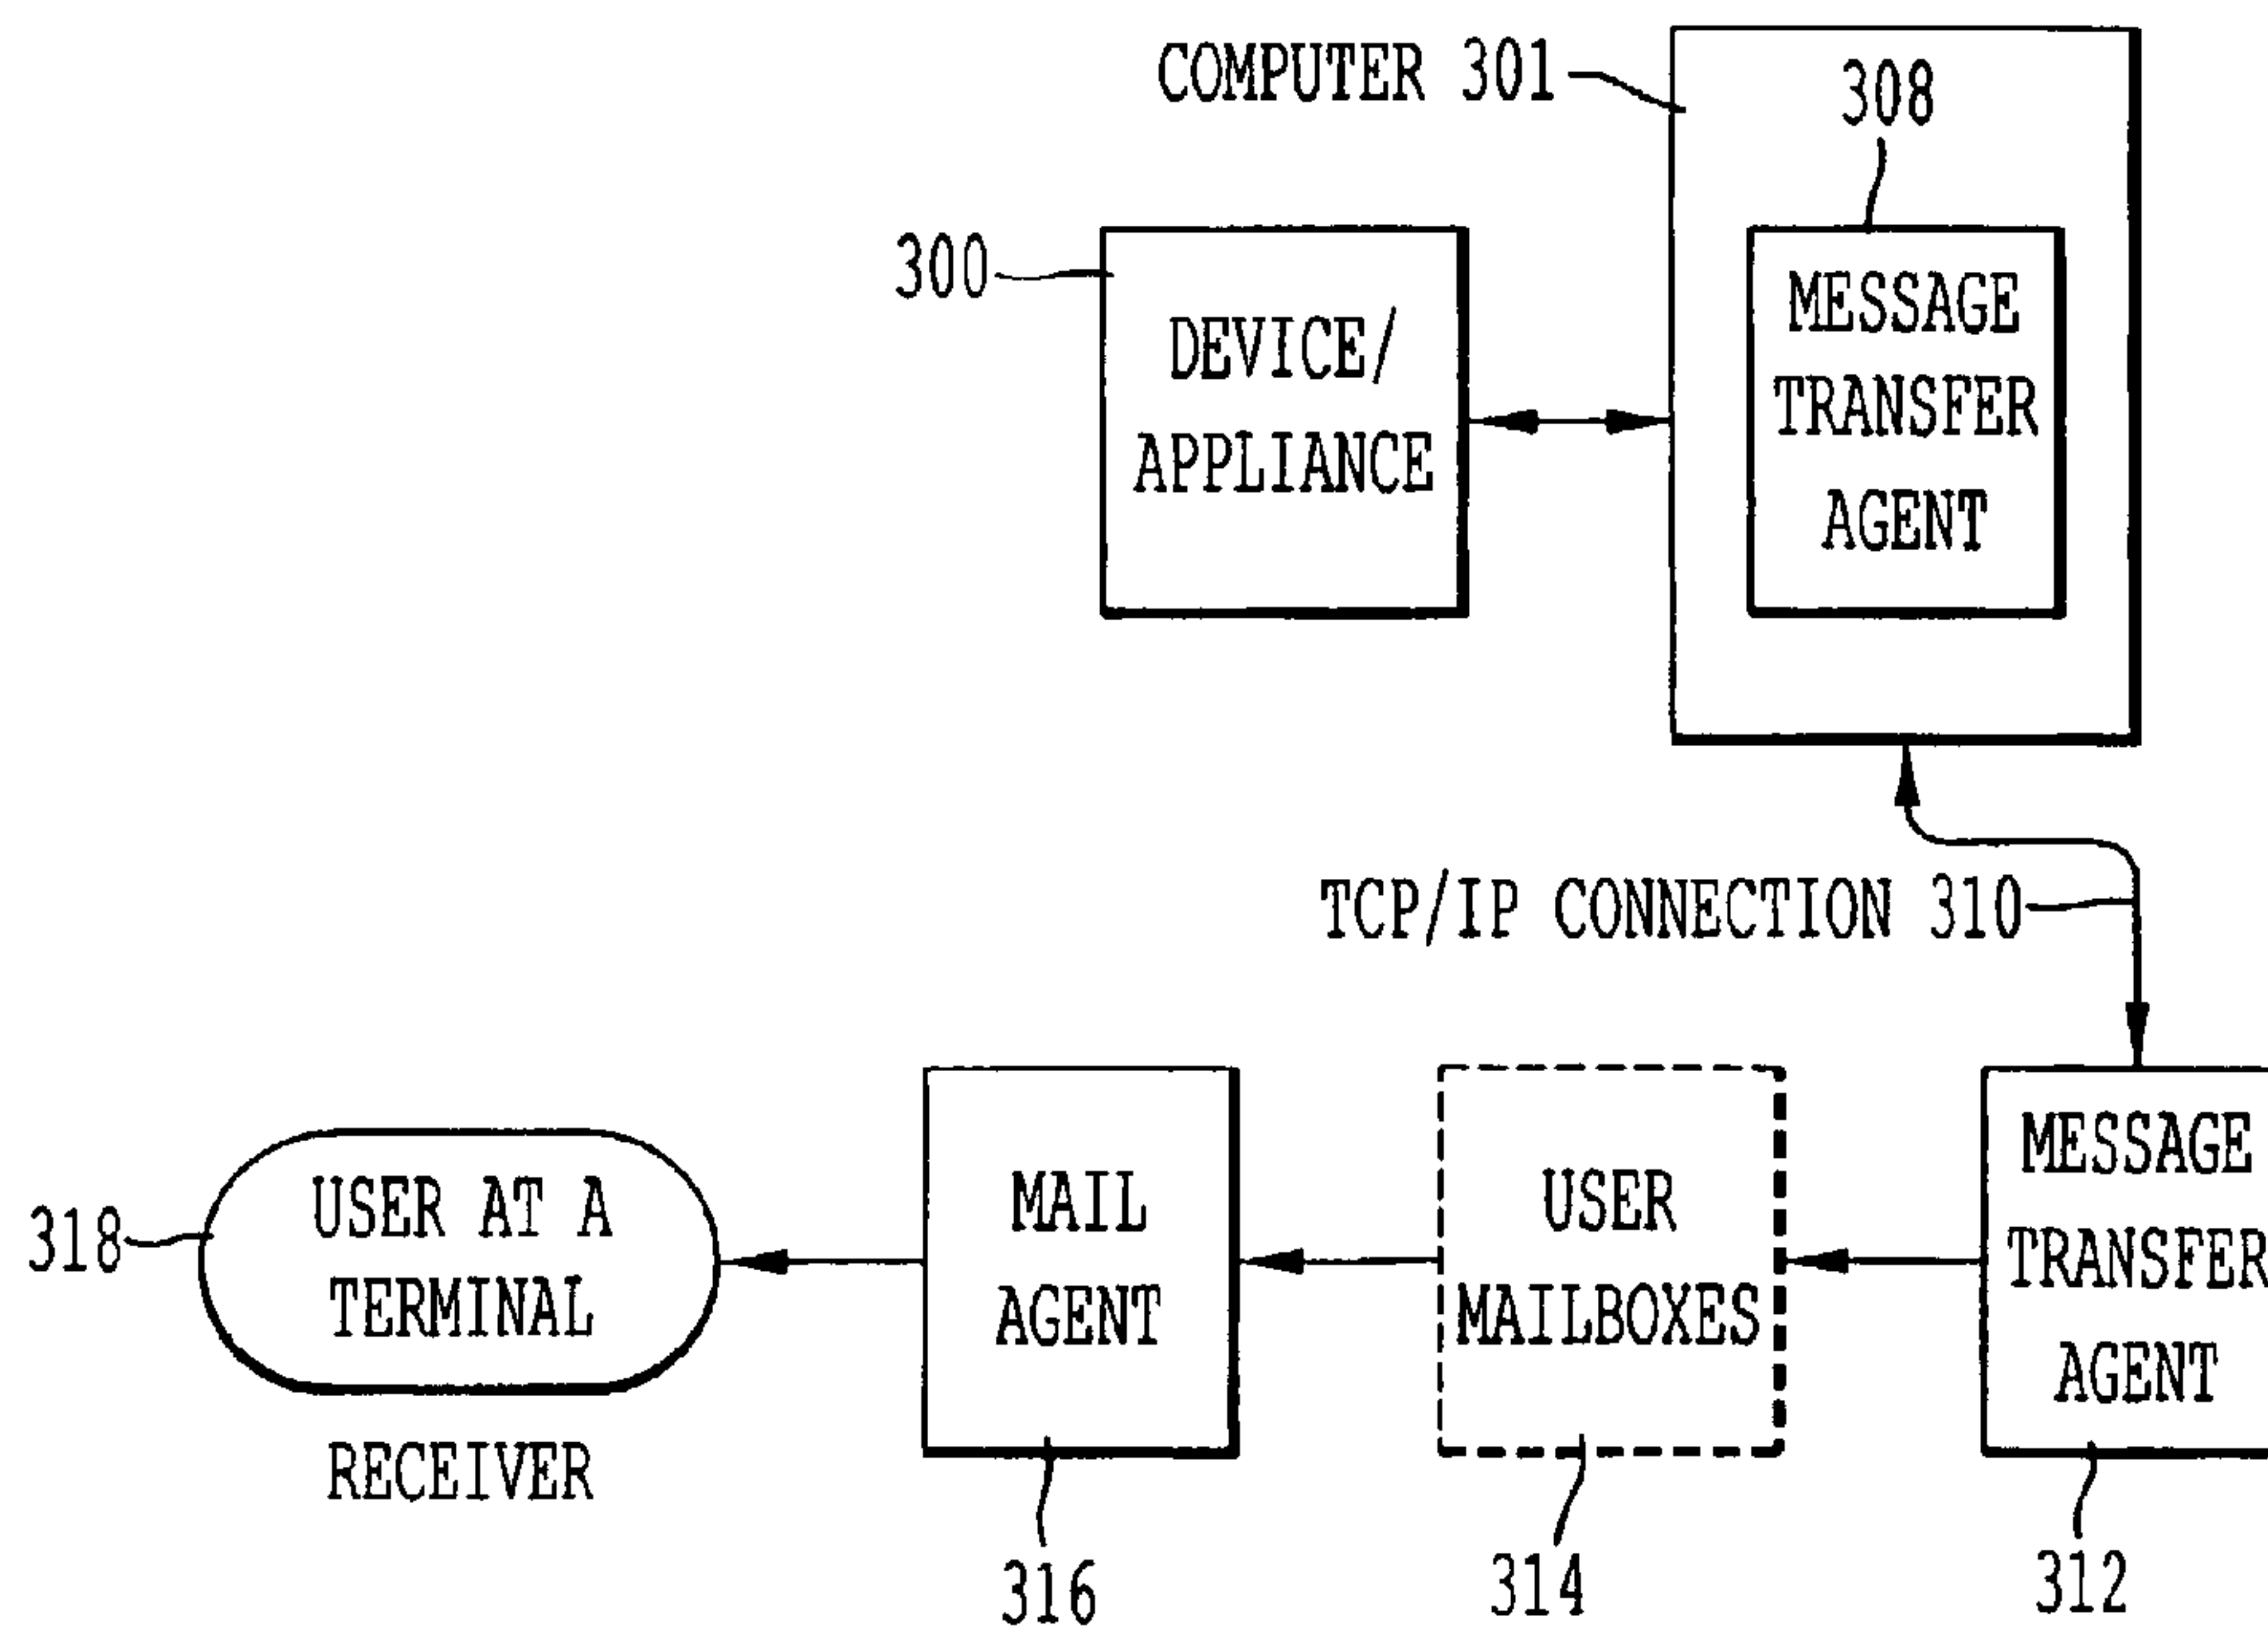 COMPUTER 301
308
300
DEVICE/
APPLIANCE
MESSAGE
TRANSFER
AGENT
TCP/IP CONNECTION 310
318
USER AT A
TERMINAL
RECEIVER
MAIL
AGENT
316
USER
MAILBOXES
314
MESSAGE
TRANSFER
AGENT
312